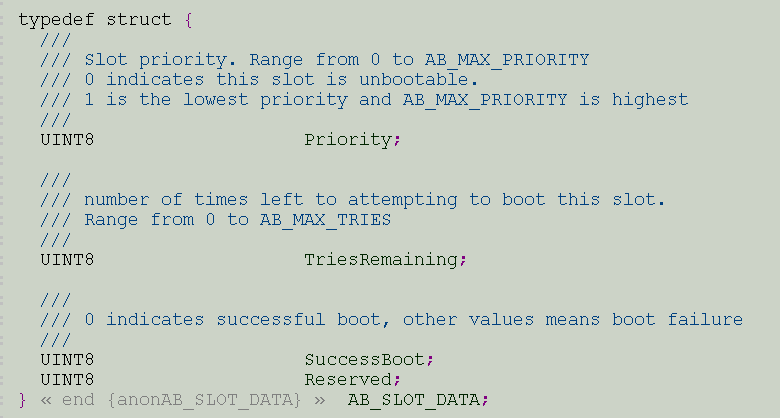 typedef struct {
///
/// Slot priority. Range from 0 to AB_MAX_PRIORITY
/// 0 indicates this slot is unbootable.
/// 1 is the lowest priority and AB_MAX_PRIORITY is highest
///
UINT8 Priority;
///
/// number of times left to attempting to boot this slot.
/// Range from 0 to AB_MAX_TRIES
///
UINT8 TriesRemaining;
///
/// 0 indicates successful boot, other values means boot failure
///
UINT8 SuccessBoot;
UINT8 Reserved;
} « end {anonAB_SLOT_DATA} » AB_SLOT_DATA;